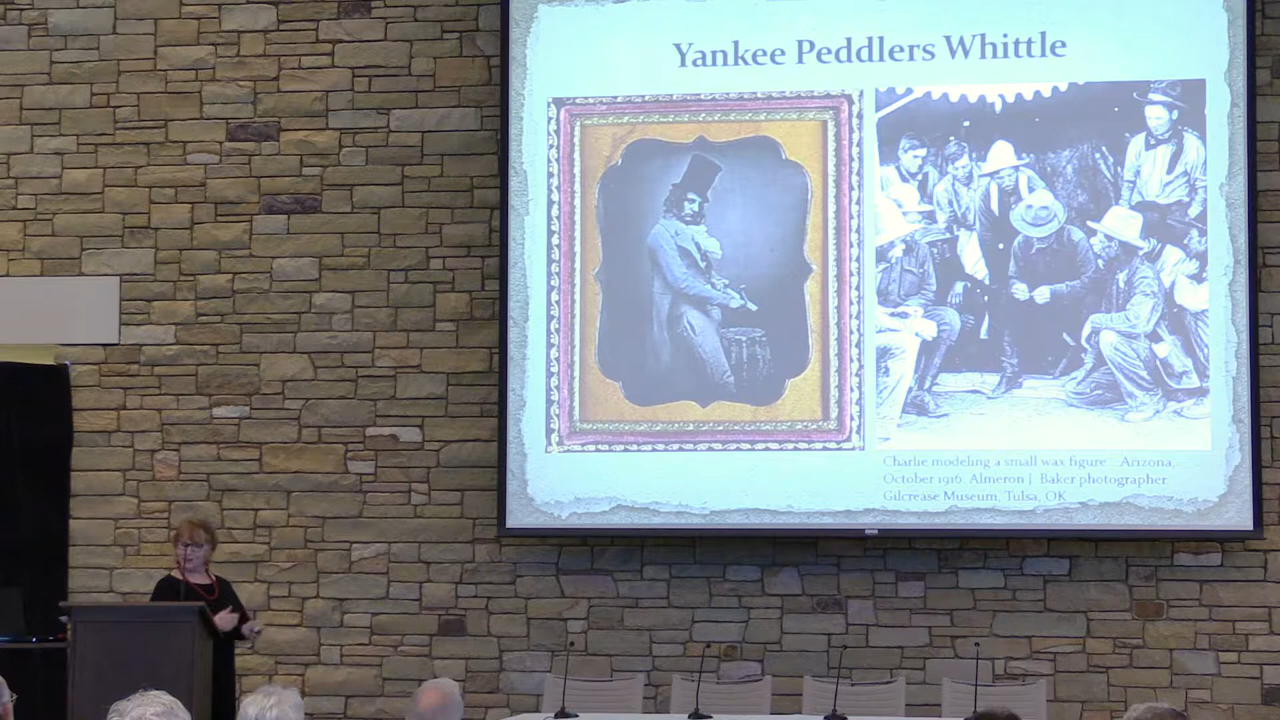 Yankee Peddlers Whittle
Charlie modeling a small wax figure Arizona,
October 1916. Almeron J Baker photographer
Gilcrease Museum, Tulsa, OK